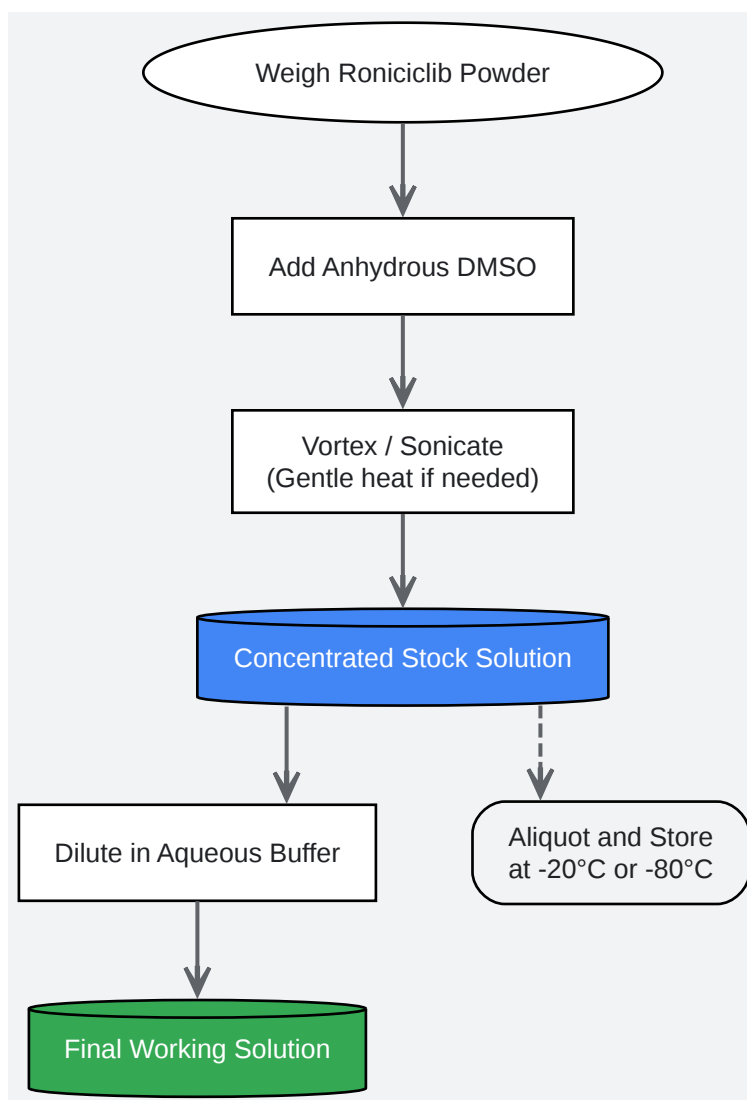 Weigh Roniciclib Powder
Add Anhydrous DMSO
Vortex / Sonicate
(Gentle heat if needed)
Concentrated Stock Solution
Dilute in Aqueous Buffer
Aliquot and Store
at -20°C or -80°C
Final Working Solution